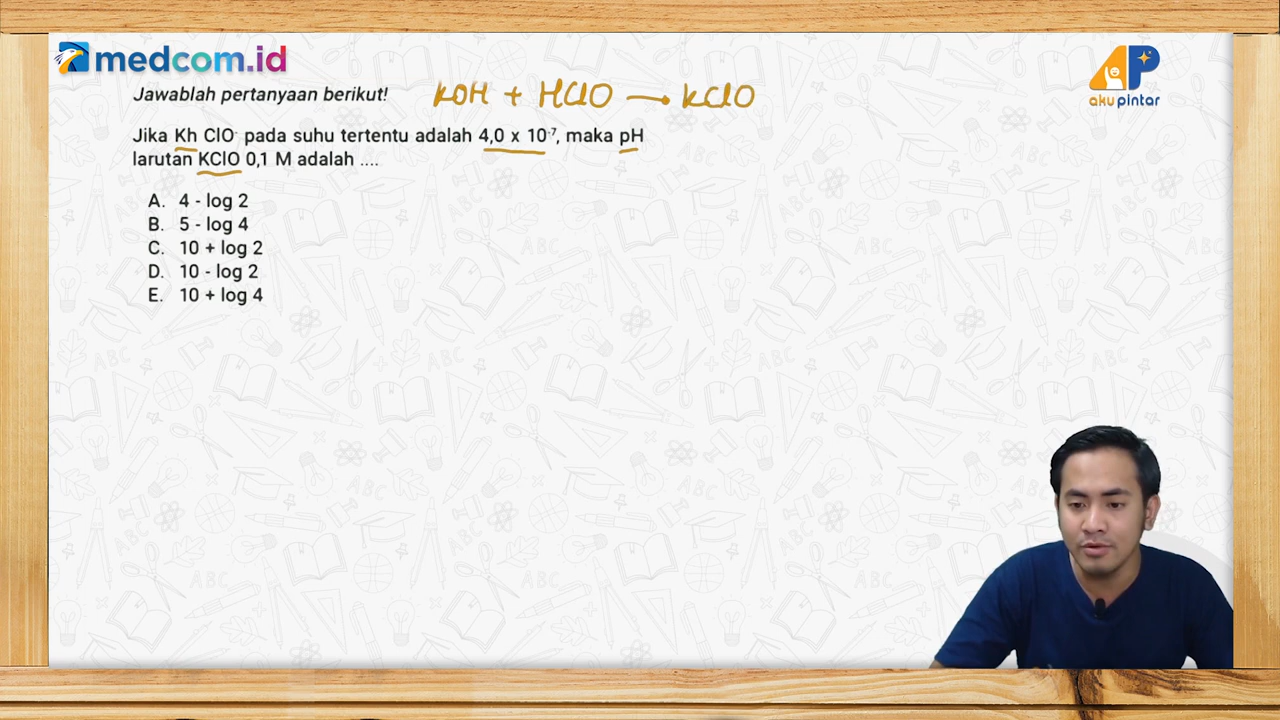 medcom.id
AP
aku pintar
Jawablah pertanyaan berikut!
KOH + HClO → KClO
Jika Kh ClO⁻ pada suhu tertentu adalah 4,0 x 10⁻⁷, maka pH
larutan KClO 0,1 M adalah ....
A. 4 - log 2
B. 5 - log 4
C. 10 + log 2
D. 10 - log 2
E. 10 + log 4